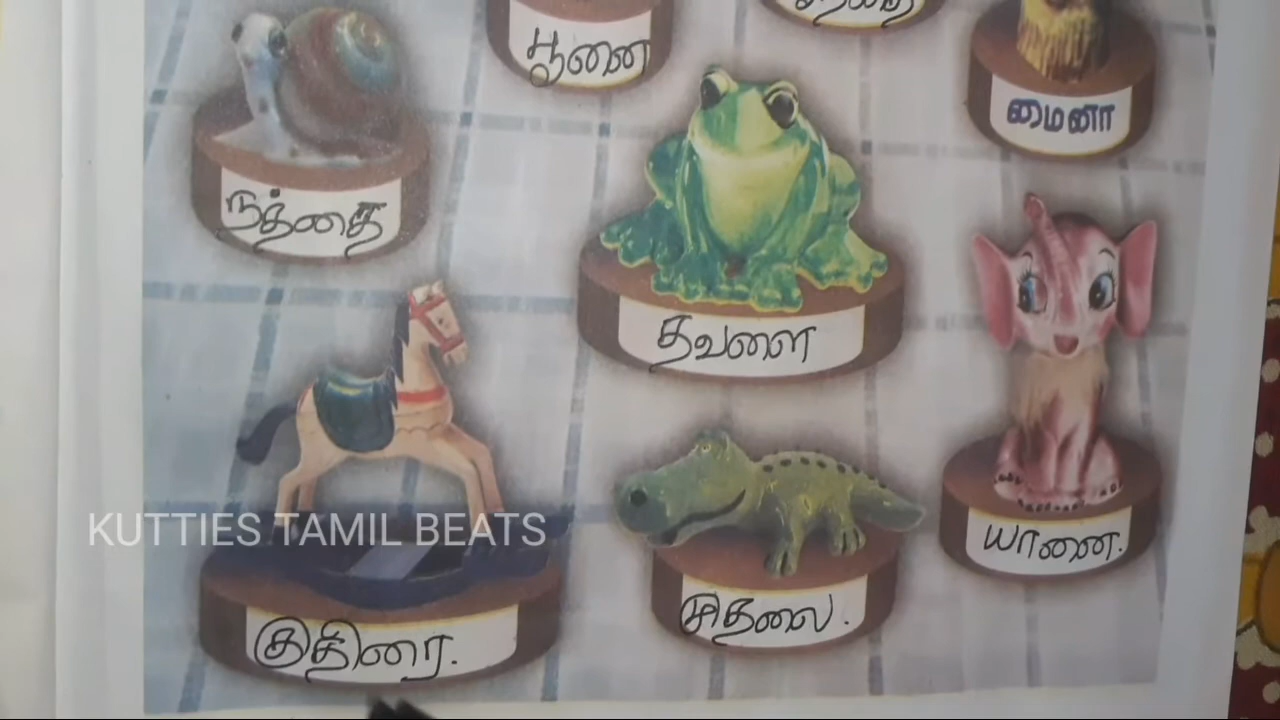 பூனை
மைனா
நத்தை
தவளை
யானை.
KUTTIES TAMIL BEATS
முதலை.
குதிரை.